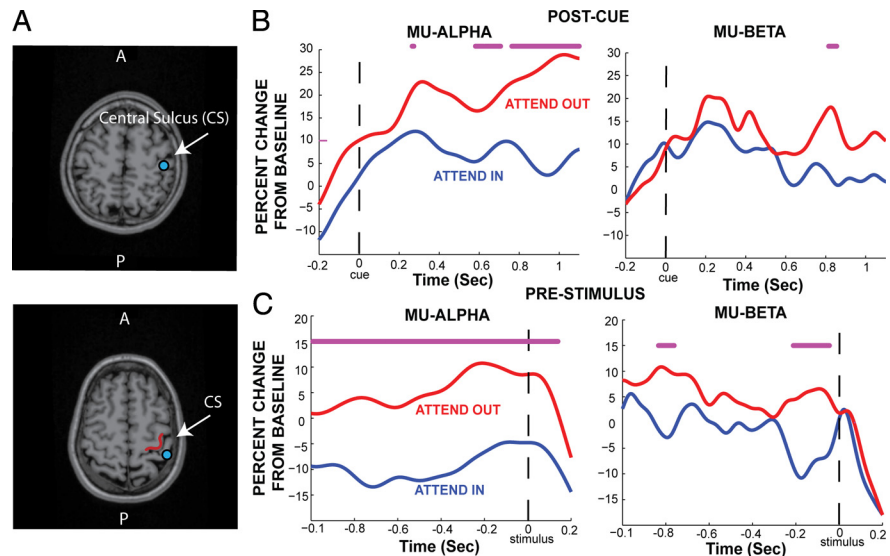 A
A
Central Sulcus (CS)
P
A
CS
P
B
POST-CUE
MU-ALPHA
MU-BETA
PERCENT CHANGE
FROM BASELINE
30
25
20
15
10
5
0
−5
−10
ATTEND OUT
ATTEND IN
-0.2 0 0.2 0.4 0.6 0.8 1
cue
Time (Sec)
30
25
20
15
10
5
0
−5
−10
-0.2 0 0.2 0.4 0.6 0.8 1
cue
Time (Sec)
C
PRE-STIMULUS
MU-ALPHA
MU-BETA
PERCENT CHANGE
FROM BASELINE
20
15
10
5
0
−5
−10
−15
ATTEND OUT
ATTEND IN
-0.1 -0.8 -0.6 -0.4 -0.2 0 0.2
stimulus
Time (Sec)
20
15
10
5
0
−5
−10
−15
-0.1 -0.8 -0.6 -0.4 -0.2 0 0.2
stimulus
Time (Sec)